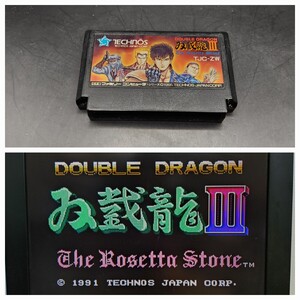 TECHNŌS
DOUBLE DRAGON
双截龍III
TJC-ZW
DOUBLE DRAGON
双截龍III
The Rosetta Stone™
© 1991 TECHNOS JAPAN CORP.